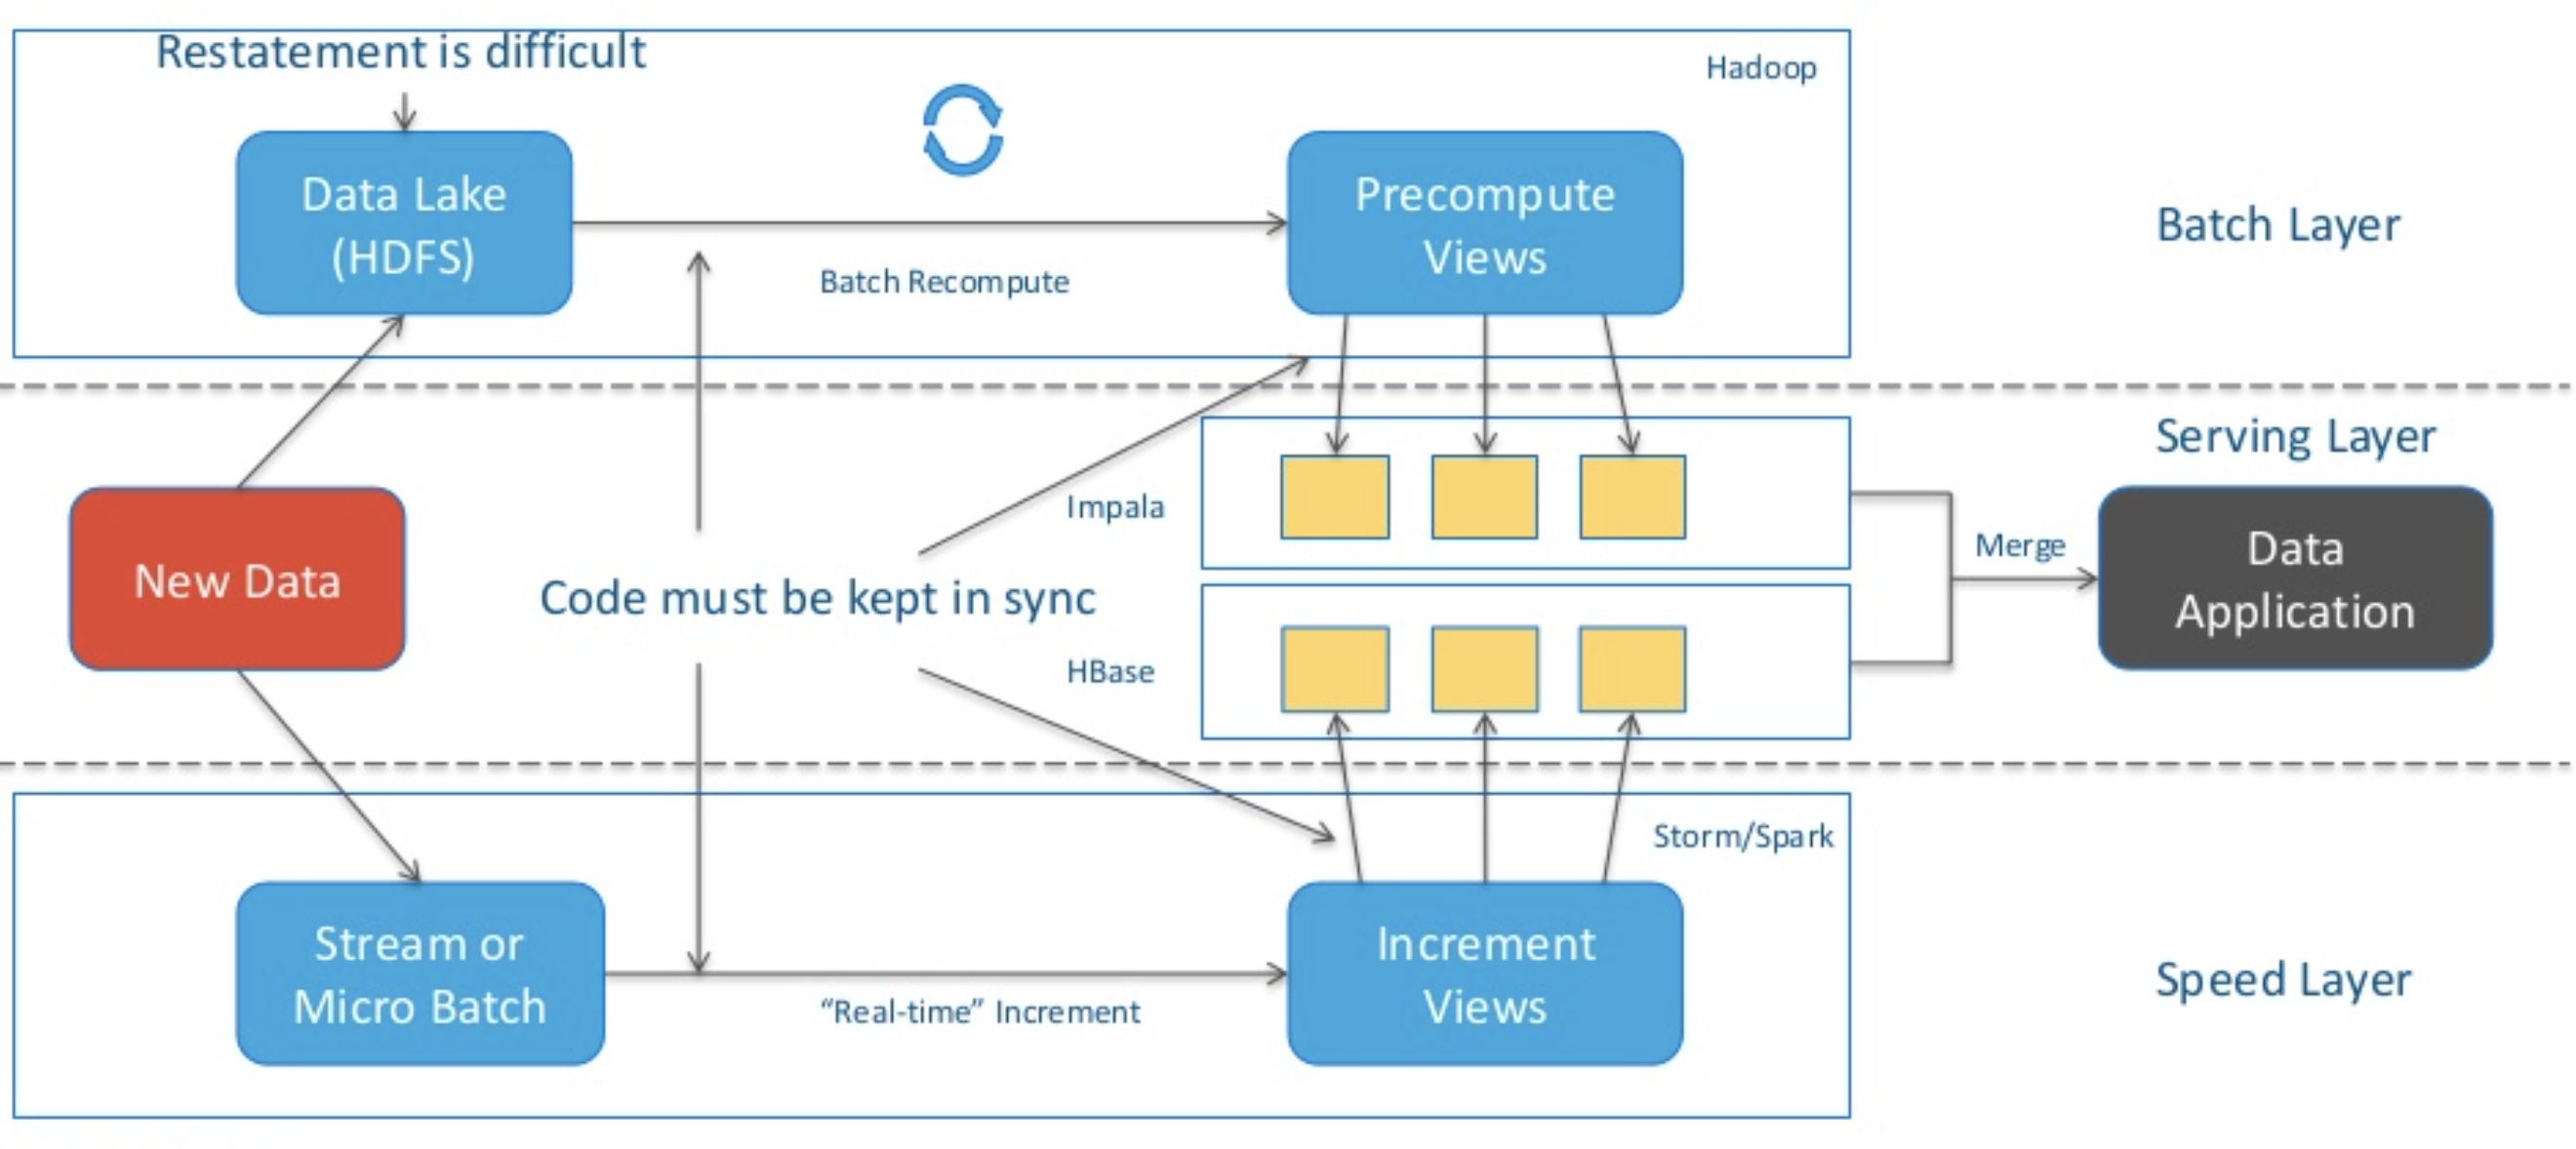 Restatement is difficult
Hadoop
Data Lake
(HDFS)
Precompute
Views
Batch Layer
Batch Recompute
Serving Layer
Impala
New Data
Code must be kept in sync
Merge
Data
Application
HBase
Storm/Spark
Stream or
Micro Batch
Increment
Views
Speed Layer
“Real-time” Increment